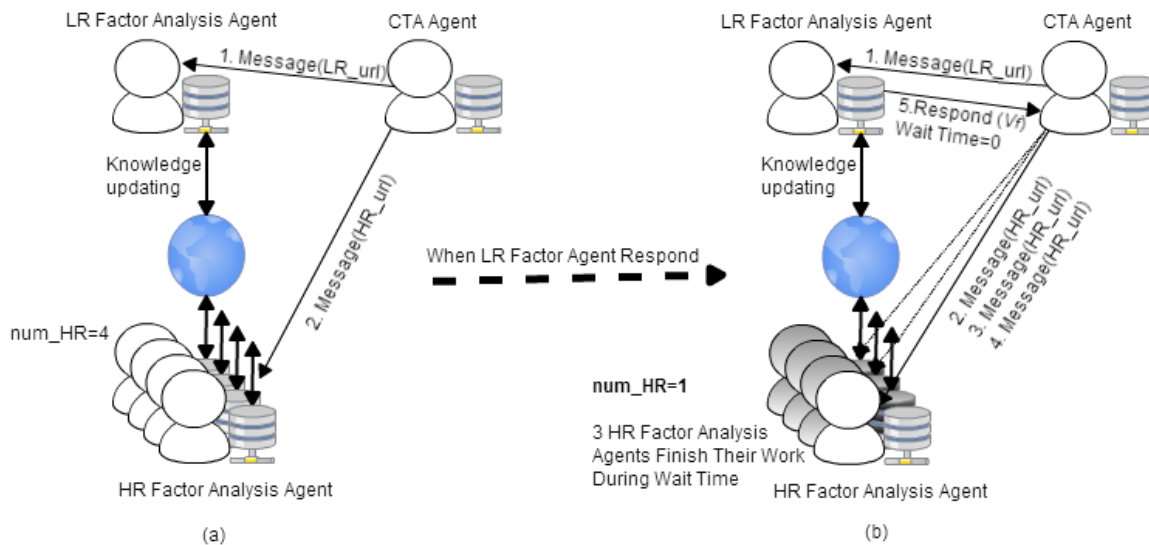 LR Factor Analysis Agent
CTA Agent
1. Message(LR_url)
Knowledge
updating
2. Message(HR_url)
num_HR=4
HR Factor Analysis Agent
(a)
When LR Factor Agent Respond
LR Factor Analysis Agent
CTA Agent
1. Message(LR_url)
5.Respond (Vf)
Wait Time=0
Knowledge
updating
2. Message(HR_url)
3. Message(HR_url)
4. Message(HR_url)
num_HR=1
3 HR Factor Analysis
Agents Finish Their Work
During Wait Time
HR Factor Analysis Agent
(b)